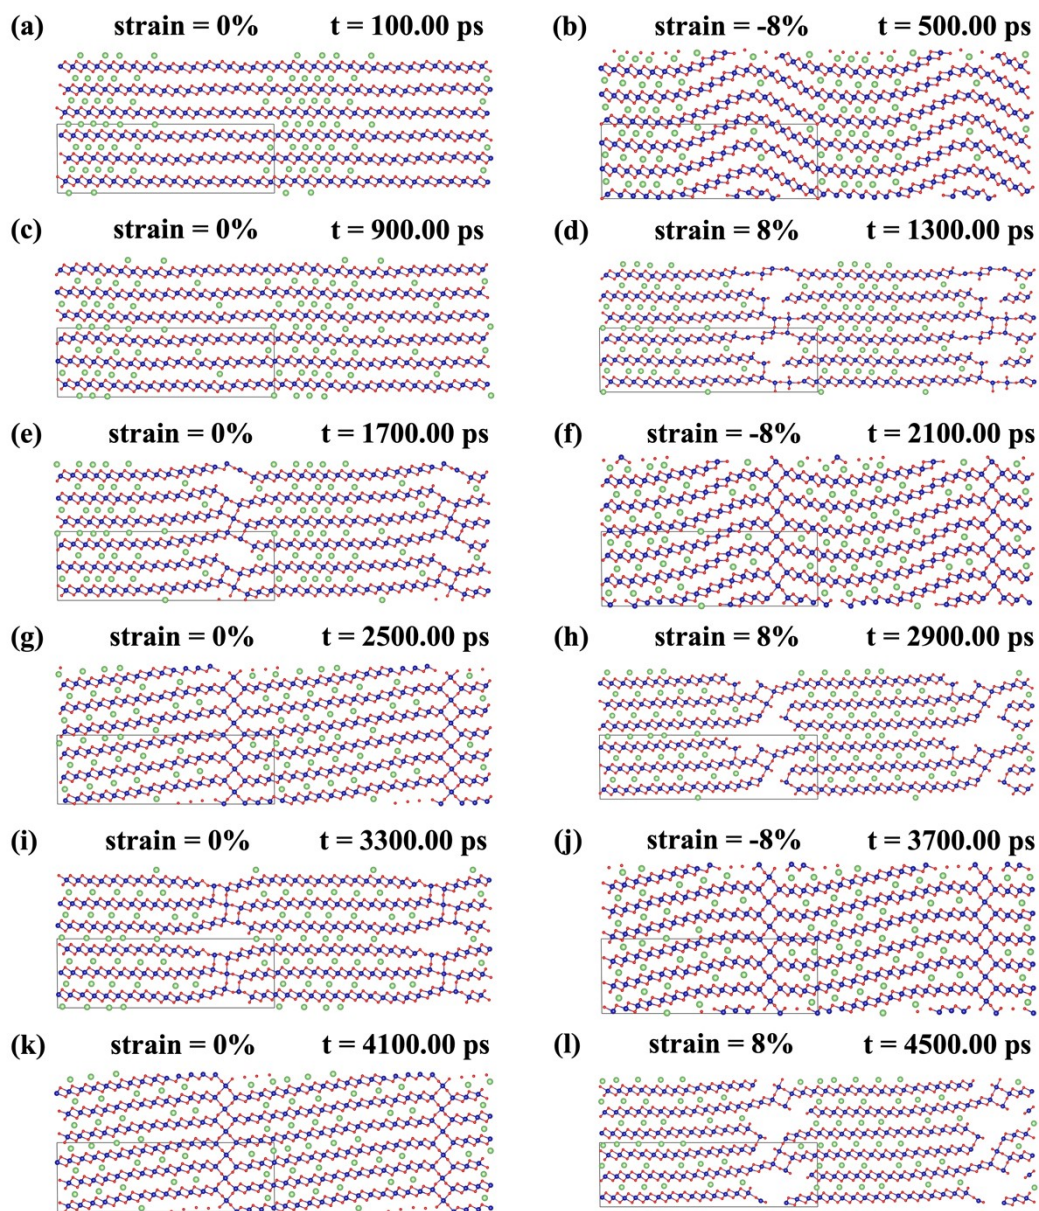 (a) strain = 0% t = 100.00 ps
(b) strain = -8% t = 500.00 ps
(c) strain = 0% t = 900.00 ps
(d) strain = 8% t = 1300.00 ps
(e) strain = 0% t = 1700.00 ps
(f) strain = -8% t = 2100.00 ps
(g) strain = 0% t = 2500.00 ps
(h) strain = 8% t = 2900.00 ps
(i) strain = 0% t = 3300.00 ps
(j) strain = -8% t = 3700.00 ps
(k) strain = 0% t = 4100.00 ps
(l) strain = 8% t = 4500.00 ps